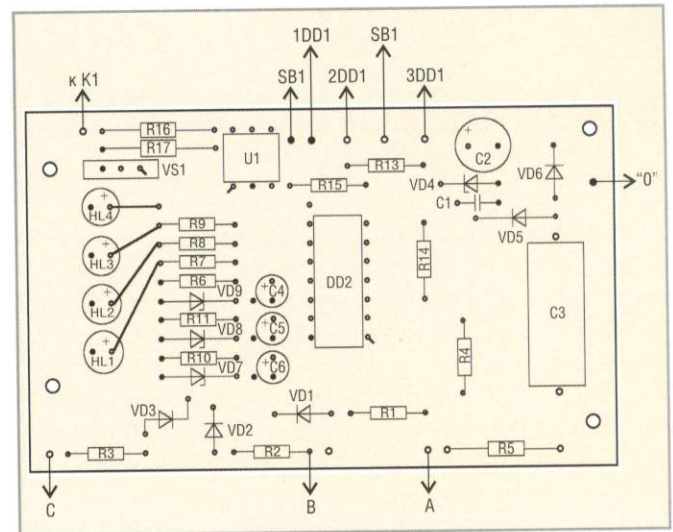 1DD1
SB1
к K1
SB1
2DD1
3DD1
R16
R17
VS1
U1
C2
R13
R15
VD4
VD6
"0"
C1
VD5
HL4
R9
HL3
R8
R7
R14
R6
VD9
C4
DD2
C3
HL2
R11
VD8
C5
HL1
R10
VD7
C6
R4
VD3
VD2
VD1
R1
R3
R2
R5
C
B
A